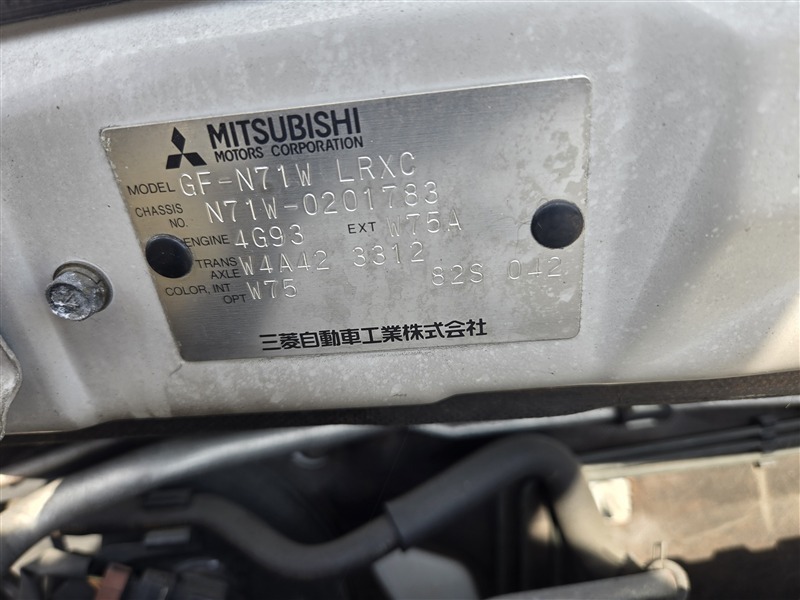 MITSUBISHI
MOTORS CORPORATION
MODEL GF-N71W LRXC
CHASSIS NO. N71W-0201783
ENGINE 4G93 EXT W75A
TRANS AXLE W4A42 3312
COLOR, INT OPT W75 82S 042
三菱自動車工業株式会社